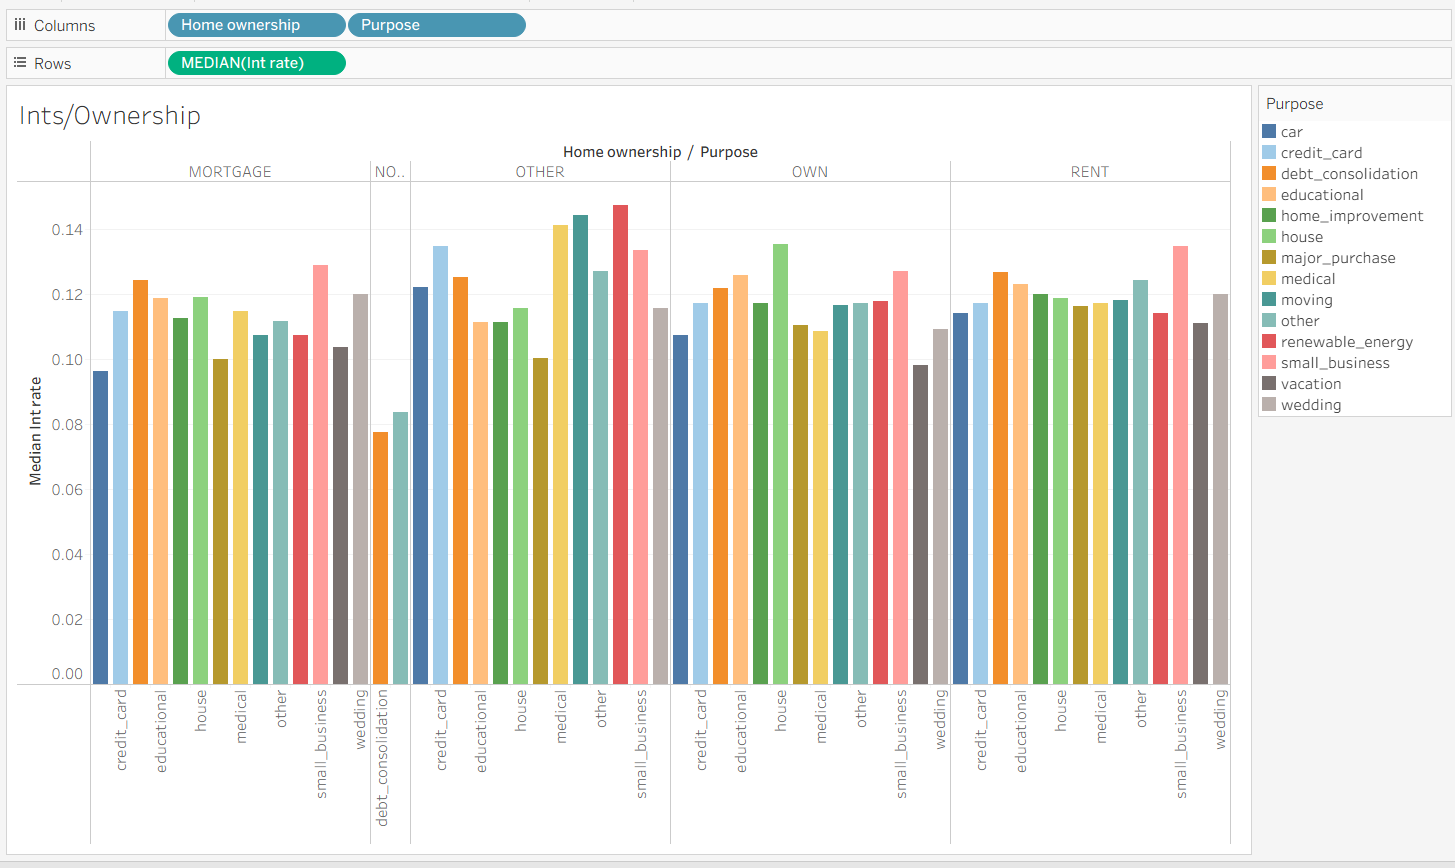 Columns Home ownership Purpose
Rows MEDIAN(Int rate)
Ints/Ownership
Home ownership / Purpose
MORTGAGE NO.. OTHER OWN RENT
0.14
0.12
0.10
0.08
0.06
0.04
0.02
0.00
Median Int rate
credit_card educational house medical other small_business wedding debt_consolidation credit_card educational house medical other small_business credit_card educational house medical other small_business wedding credit_card educational house medical other small_business wedding
Purpose
car
credit_card
debt_consolidation
educational
home_improvement
house
major_purchase
medical
moving
other
renewable_energy
small_business
vacation
wedding